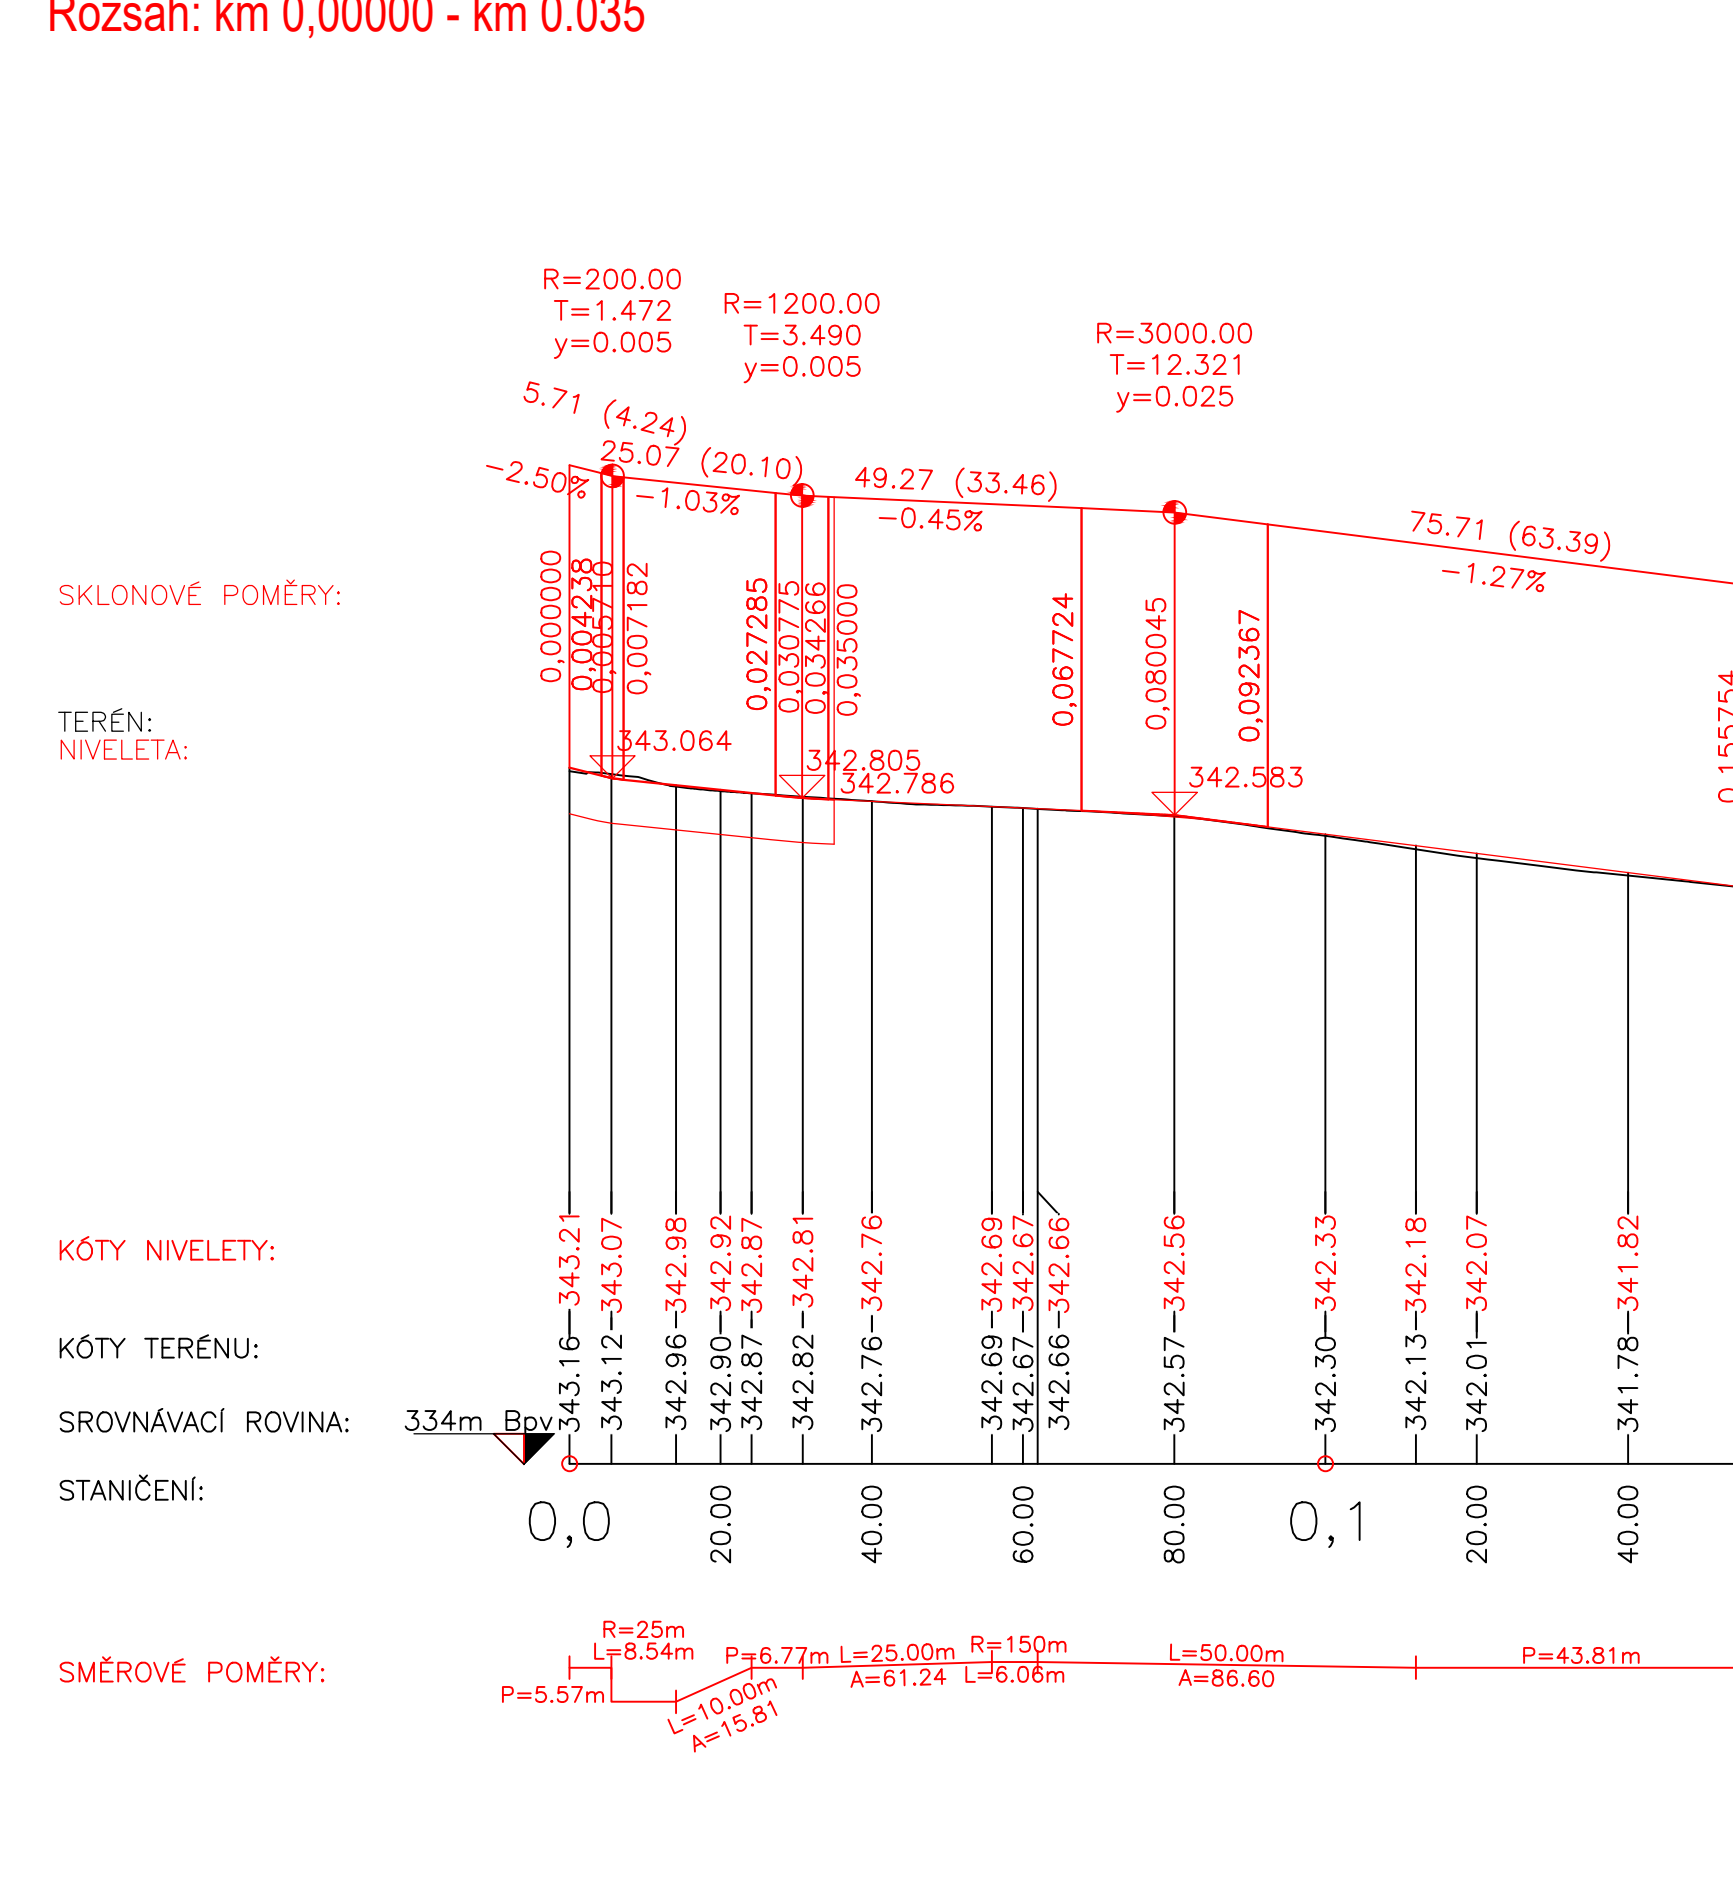 Rozsah: km 0,00000 - km 0.035
R=200.00
T=1.472
y=0.005
R=1200.00
T=3.490
y=0.005
R=3000.00
T=12.321
y=0.025
5.71 (4.24)
-2.50%
25.07 (20.10)
-1.03%
49.27 (33.46)
-0.45%
75.71 (63.39)
-1.27%
SKLONOVÉ POMĚRY:
0,000000
0,004238
0,005710
0,007182
0,027285
0,030775
0,034266
0,035000
0,067724
0,080045
0,092367
0,155754
TERÉN:
NIVELETA:
343.064
342.805
342.786
342.583
KÓTY NIVELETY:
343.21
343.07
342.98
342.92
342.87
342.81
342.76
342.69
342.67
342.66
342.56
342.33
342.18
342.07
341.82
KÓTY TERÉNU:
343.16
343.12
342.96
342.90
342.87
342.82
342.76
342.69
342.67
342.66
342.57
342.30
342.13
342.01
341.78
SROVNÁVACÍ ROVINA: 334m Bpv
STANIČENÍ:
0,0
20.00
40.00
60.00
80.00
0,1
20.00
40.00
SMĚROVÉ POMĚRY:
P=5.57m
R=25m
L=8.54m
L=10.00m
A=15.81
P=6.77m
L=25.00m
A=61.24
R=150m
L=6.06m
L=50.00m
A=86.60
P=43.81m